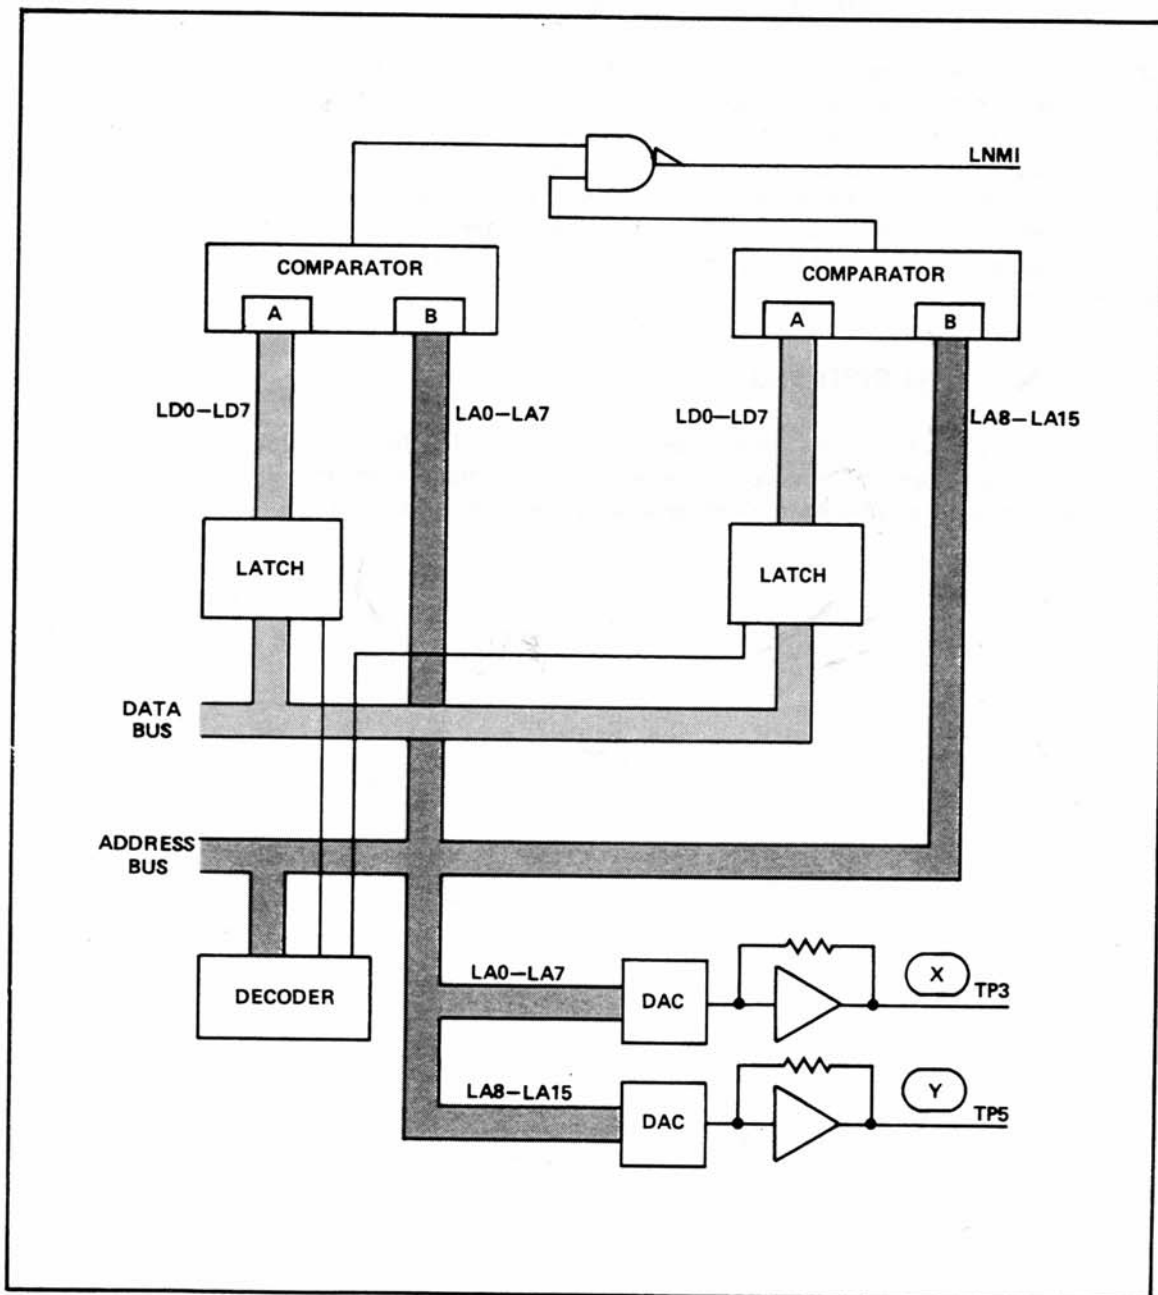 LNMI
COMPARATOR
A
B
COMPARATOR
A
B
LD0–LD7
LA0–LA7
LD0–LD7
LA8–LA15
LATCH
LATCH
DATA
BUS
ADDRESS
BUS
DECODER
LA0–LA7
DAC
X
TP3
LA8–LA15
DAC
Y
TP5